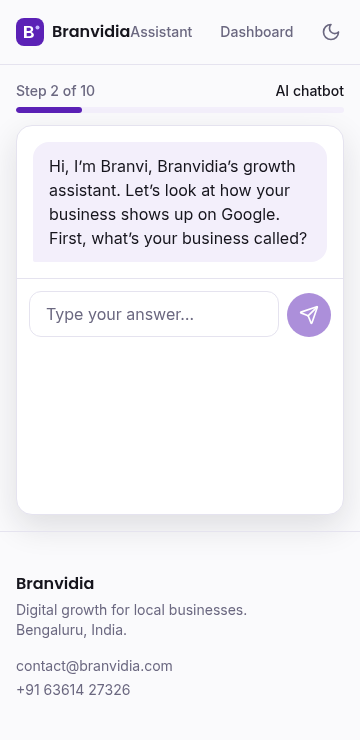 B Branvidia Assistant Dashboard
Step 2 of 10 AI chatbot
Hi, I'm Branvi, Branvidia's growth
assistant. Let's look at how your
business shows up on Google.
First, what's your business called?
Type your answer...
Branvidia
Digital growth for local businesses.
Bengaluru, India.
contact@branvidia.com
+91 63614 27326